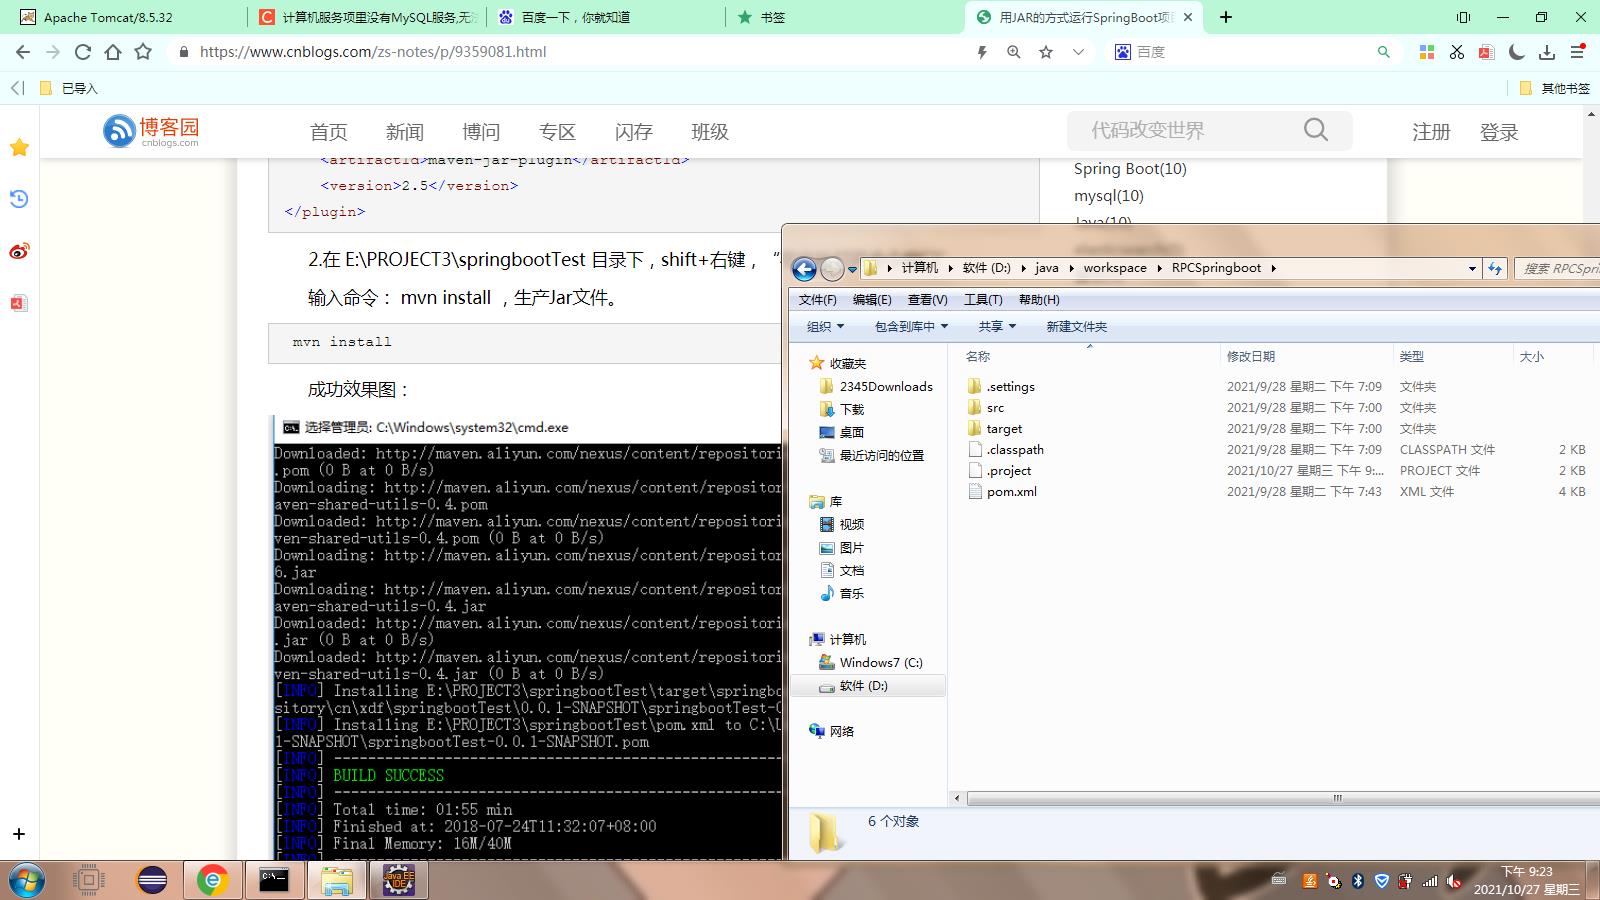 Apache Tomcat/8.5.32
计算机服务项里没有MySQL服务,无
百度一下，你就知道
书签
用JAR的方式运行SpringBoot项
https://www.cnblogs.com/zs-notes/p/9359081.html
百度
已导入
其他书签
博客园
cnblogs.com
首页
新闻
博问
专区
闪存
班级
代码改变世界
注册
登录
<artifactId>maven-jar-plugin</artifactId>
<version>2.5</version>
</plugin>
Spring Boot(10)
mysql(10)
Java(10)
2.在 E:\PROJECT3\springbootTest 目录下，shift+右键， “
输入命令： mvn install ，生产Jar文件。
mvn install
成功效果图：
选择管理员: C:\Windows\system32\cmd.exe
Downloaded: http://maven.aliyun.com/nexus/content/repositori
.pom (0 B at 0 B/s)
Downloading: http://maven.aliyun.com/nexus/content/repositor
aven-shared-utils-0.4.pom
Downloaded: http://maven.aliyun.com/nexus/content/repositori
ven-shared-utils-0.4.pom (0 B at 0 B/s)
Downloading: http://maven.aliyun.com/nexus/content/repositor
6.jar
Downloading: http://maven.aliyun.com/nexus/content/repositor
aven-shared-utils-0.4.jar
Downloaded: http://maven.aliyun.com/nexus/content/repositori
.jar (0 B at 0 B/s)
Downloaded: http://maven.aliyun.com/nexus/content/repositori
ven-shared-utils-0.4.jar (0 B at 0 B/s)
[INFO] Installing E:\PROJECT3\springbootTest\target\springbo
sitory\cn\xdf\springbootTest\0.0.1-SNAPSHOT\springbootTest-0
[INFO] Installing E:\PROJECT3\springbootTest\pom.xml to C:\U
1-SNAPSHOT\springbootTest-0.0.1-SNAPSHOT.pom
[INFO] ------------------------------------------------------
[INFO] BUILD SUCCESS
[INFO] ------------------------------------------------------
[INFO] Total time: 01:55 min
[INFO] Finished at: 2018-07-24T11:32:07+08:00
[INFO] Final Memory: 16M/40M
[INFO] ------------------------------------------------------
计算机 软件 (D:) java workspace RPCSpringboot
搜索 RPCSpri
文件(F) 编辑(E) 查看(V) 工具(T) 帮助(H)
组织 包含到库中 共享 新建文件夹
收藏夹
2345Downloads
下载
桌面
最近访问的位置
库
视频
图片
文档
音乐
计算机
Windows7 (C:)
软件 (D:)
网络
名称 修改日期 类型 大小
.settings 2021/9/28 星期二 下午 7:09 文件夹
src 2021/9/28 星期二 下午 7:00 文件夹
target 2021/9/28 星期二 下午 7:00 文件夹
.classpath 2021/9/28 星期二 下午 7:09 CLASSPATH 文件 2 KB
.project 2021/10/27 星期三 下午 9:... PROJECT 文件 2 KB
pom.xml 2021/9/28 星期二 下午 7:43 XML 文件 4 KB
6 个对象
Java EE
IDE
下午 9:23
2021/10/27 星期三